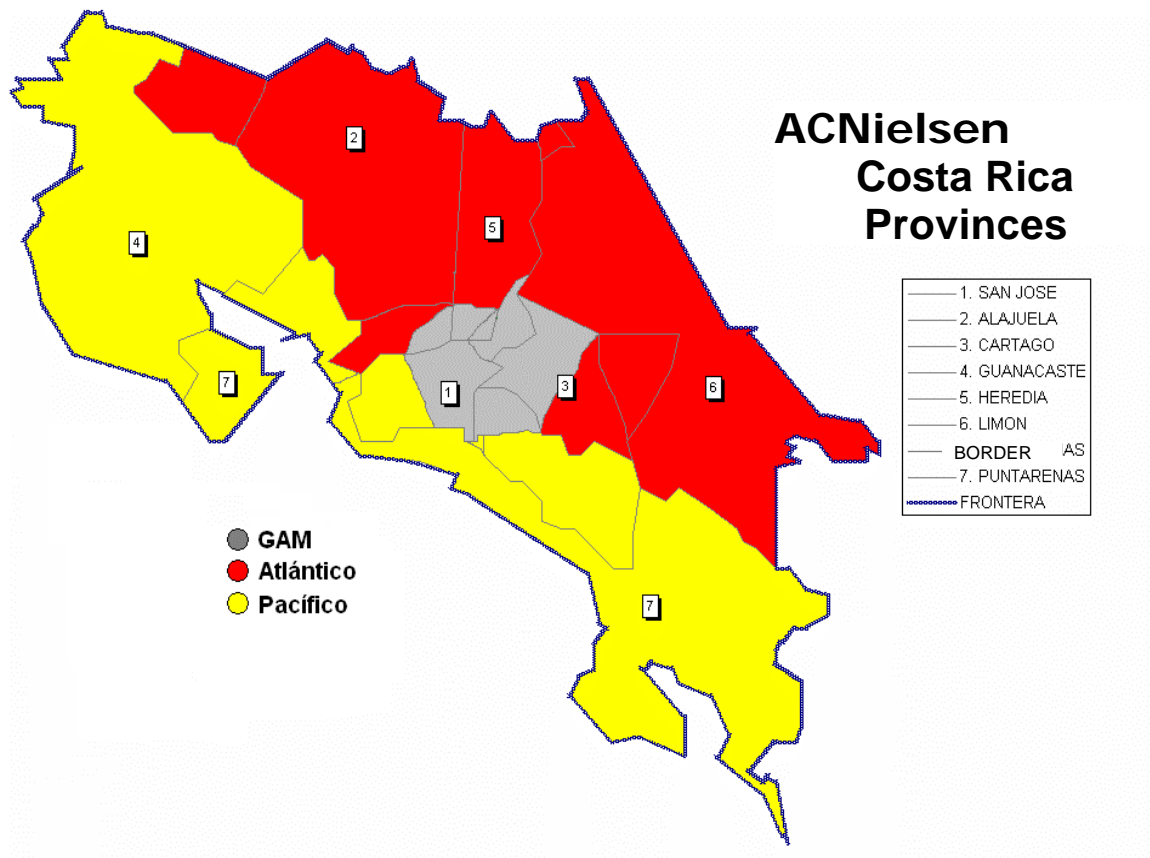 ACNielsen
Costa Rica
Provinces
2
5
4
7
1
3
6
7
1. SAN JOSE
2. ALAJUELA
3. CARTAGO
4. GUANACASTE
5. HEREDIA
6. LIMON
BORDER AS
7. PUNTARENAS
FRONTERA
GAM
Atlántico
Pacífico